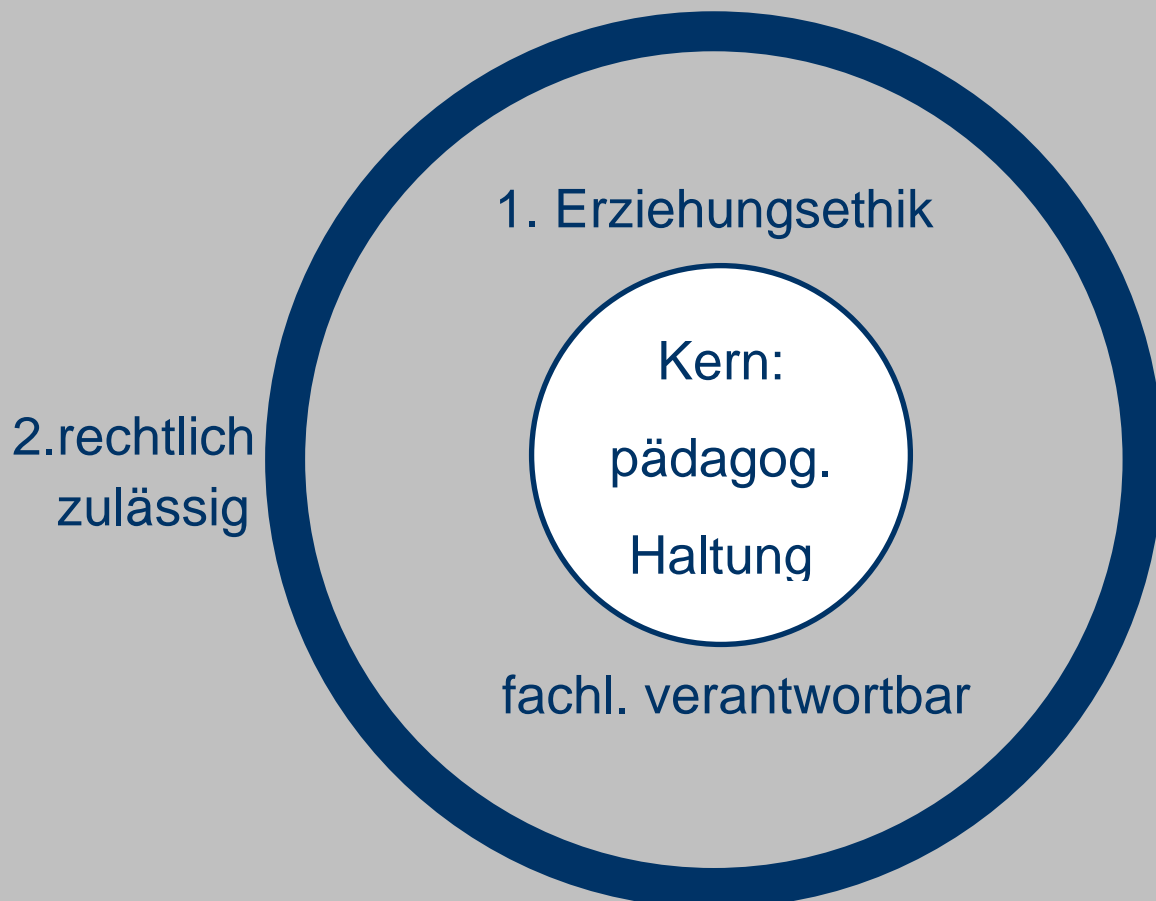 1. Erziehungsethik
Kern:
pädagog.
Haltung
2.rechtlich
zulässig
fachl. verantwortbar